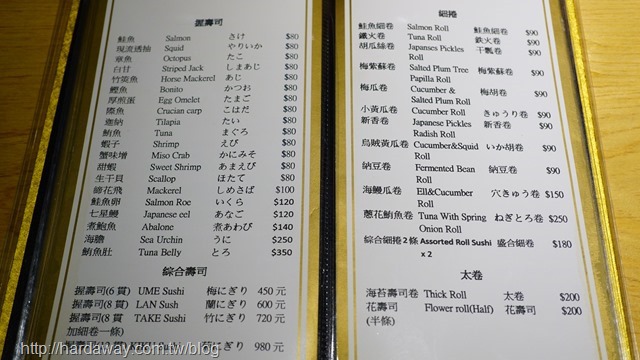 握壽司
鮭魚 Salmon さけ $80
現流透抽 Squid やりいか $80
章魚 Octopus たこ $80
白甘 Striped Jack しまあじ $80
竹筴魚 Horse Mackerel あじ $80
鰹魚 Bonito かつお $80
厚煎蛋 Egg Omelet たまご $80
Crucian carp こはだ $80
迦納 Tilapia たい $80
鮪魚 Tuna まぐろ $80
蝦子 Shrimp えび $80
蟹味增 Miso Crab かにみそ $80
甜蝦 Sweet Shrimp あまえび $80
生干貝 Scallop ほたて $80
締花飛 Mackerel しめさば $100
鮭魚卵 Salmon Roe いくら $120
七星鰻 Japanese eel あなご $120
煮鮑魚 Abalone 煮あわび $140
海膽 Sea Urchin うに $250
鮪魚肚 Tuna Belly とろ $350
綜合壽司
握壽司(6 貫) UME Sushi 梅にぎり 450 元
握壽司(8 貫) LAN Sush 蘭にぎり 600 元
握壽司(8 貫 TAKE Sushi 竹にぎり 720 元
加細卷一條)
にぎり 980 元
細捲
鮭魚細卷 Salmon Roll 鮭魚細卷 $90
鐵火卷 Tuna Roll 鉄火卷 $90
胡瓜絲卷 Japanses Pickles 干瓢卷 $90
Roll
梅紫蘇卷 Salted Plum Tree 梅紫蘇卷 $90
Papilla Roll
梅瓜卷 Cucumber & 梅胡卷 $90
Salted Plum Roll
小黃瓜卷 Cucumber Roll きゅうり卷 $90
新香卷 Japanese Pickles 新香卷 $90
Radish Roll
烏賊黃瓜卷 Cucumber&Squid いか胡卷 $90
Roll
納豆卷 Fermented Bean 納豆卷 $90
Roll
海鰻瓜卷 Ell&Cucumber 穴きゅう卷 $150
Roll
蔥花鮪魚卷 Tuna With Spring ねぎとろ卷 $250
Onion Roll
綜合細捲2條 Assorted Roll Sushi 盛合細卷 $180
x 2
太卷
海苔壽司卷 Thick Roll 太卷 $200
花壽司 Flower roll(Half) 花壽司 $200
(半條)
http://hardaway.com.tw/blog